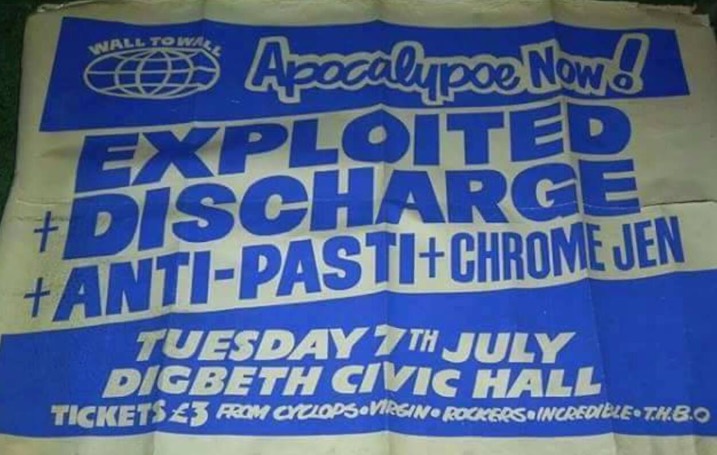 WALL TO WALL
Apocalypse Now!
EXPLOITED
+DISCHARGE
+ANTI-PASTI+CHROME JEN
TUESDAY 7TH JULY
DIGBETH CIVIC HALL
TICKETS £3 FROM CYCLOPS•VIRGIN•ROCKERS•INCREDIBLE•T.H.B.O